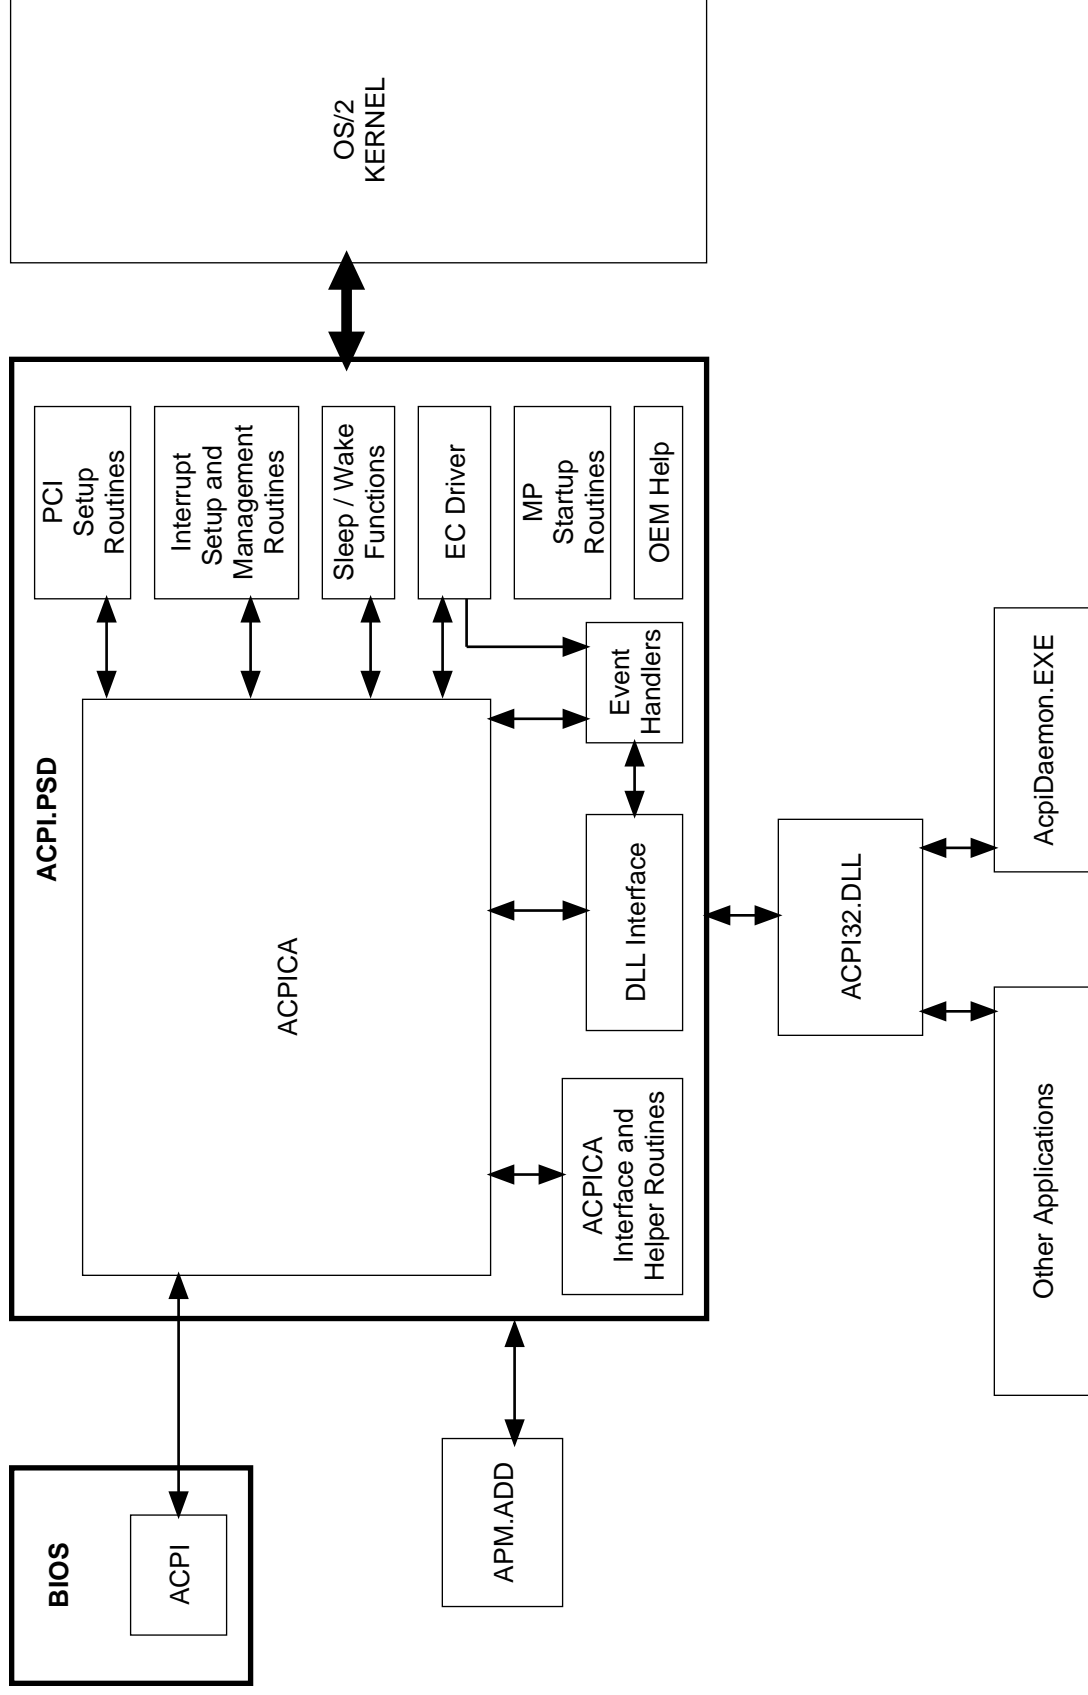 BIOS
ACPI
APM.ADD
ACPI.PSD
ACPICA
ACPICA
Interface and
Helper Routines
DLL Interface
Event
Handlers
PCI
Setup
Routines
Interrupt
Setup and
Management
Routines
Sleep / Wake
Functions
EC Driver
MP
Startup
Routines
OEM Help
OS/2
KERNEL
ACPI32.DLL
Other Applications
AcpiDaemon.EXE